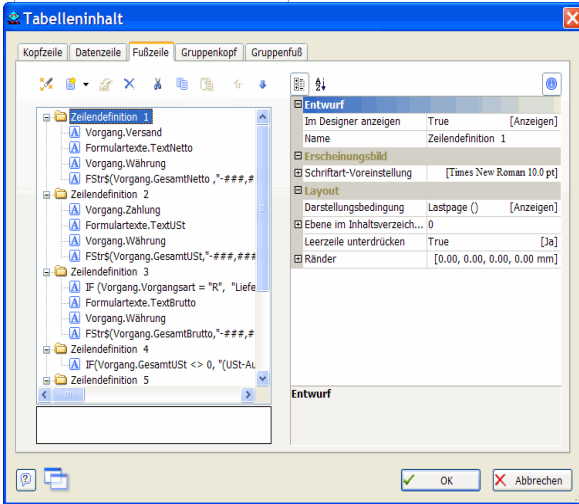 Tabelleninhalt
Kopfzeile Datenzeile Fußzeile Gruppenkopf Gruppenfuß
Zeilendefinition 1
Vorgang.Versand
Formulartexte.TextNetto
Vorgang.Währung
FStr$(Vorgang.GesamtNetto ,"-###,#
Zeilendefinition 2
Vorgang.Zahlung
Formulartexte.TextUSt
Vorgang.Währung
FStr$(Vorgang.GesamtUSt,"-###,###
Zeilendefinition 3
IF (Vorgang.Vorgangsart = "R", "Liefe
Formulartexte.TextBrutto
Vorgang.Währung
FStr$(Vorgang.GesamtBrutto,"-###,#
Zeilendefinition 4
IF(Vorgang.GesamtUSt <> 0, "(USt-Au
Zeilendefinition 5
Entwurf
Im Designer anzeigen True [Anzeigen]
Name Zeilendefinition 1
Erscheinungsbild
Schriftart-Voreinstellung [Times New Roman 10.0 pt]
Layout
Darstellungsbedingung Lastpage () [Anzeigen]
Ebene im Inhaltsverzeich... 0
Leerzeile unterdrücken True [Ja]
Ränder [0.00, 0.00, 0.00, 0.00 mm]
Entwurf
OK Abbrechen